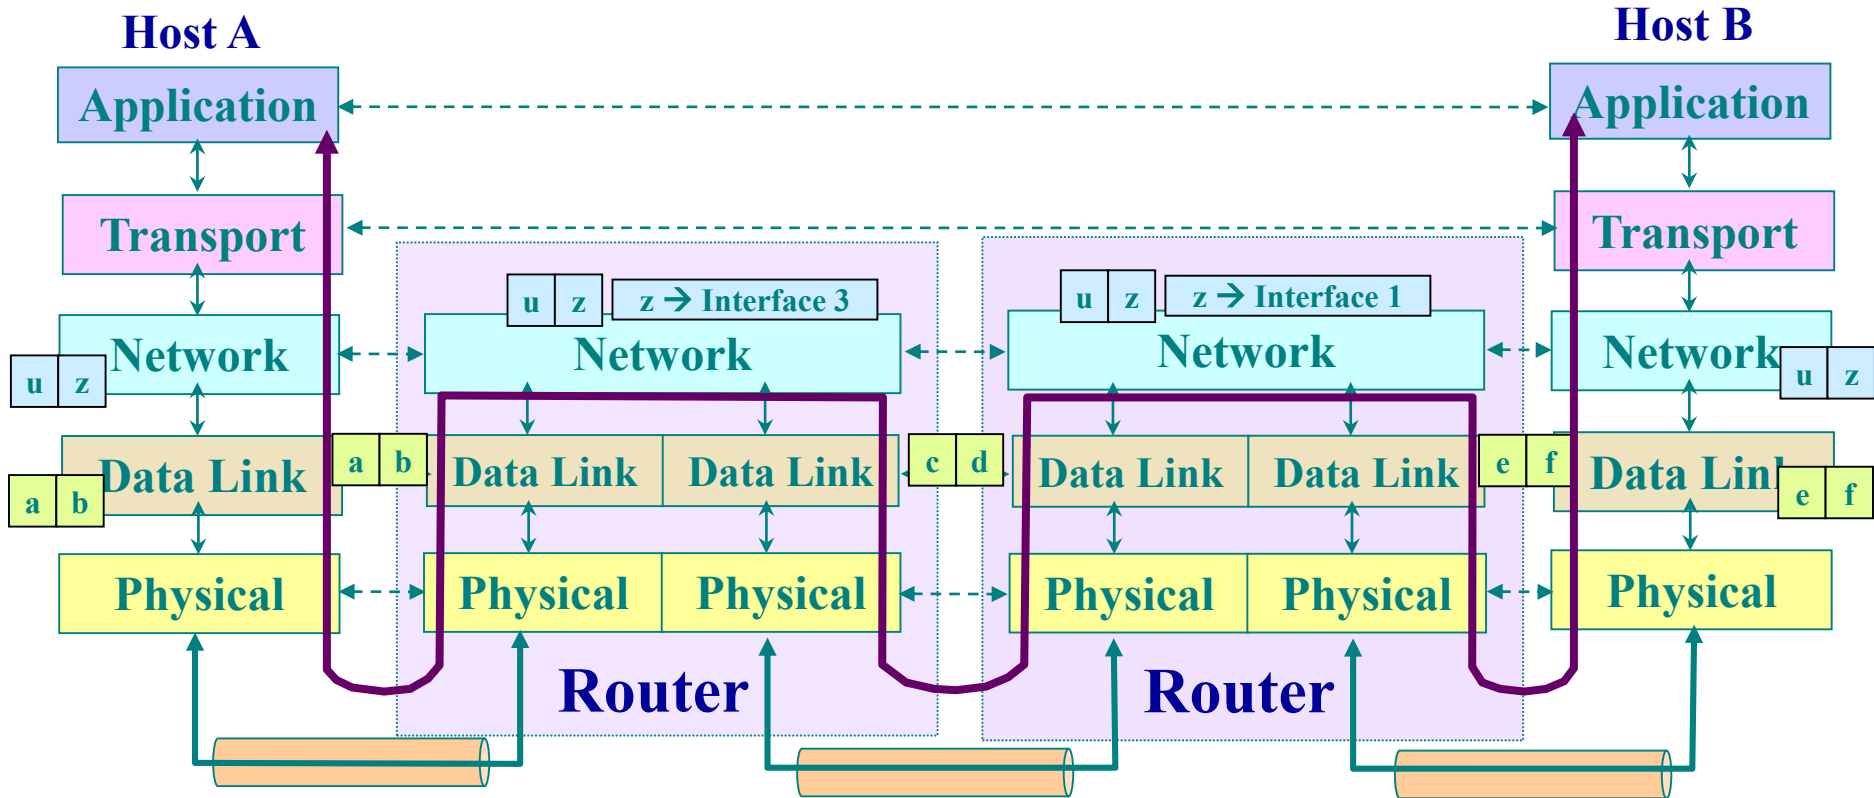 Host A
Host B
Application
Application
Transport
Transport
u z
z → Interface 3
u z
z → Interface 1
Network
Network
Network
Network
u z
u z
Data Link
a b
Data Link
Data Link
c d
Data Link
Data Link
e f
Data Link
a b
e f
Physical
Physical
Physical
Physical
Physical
Physical
Router
Router